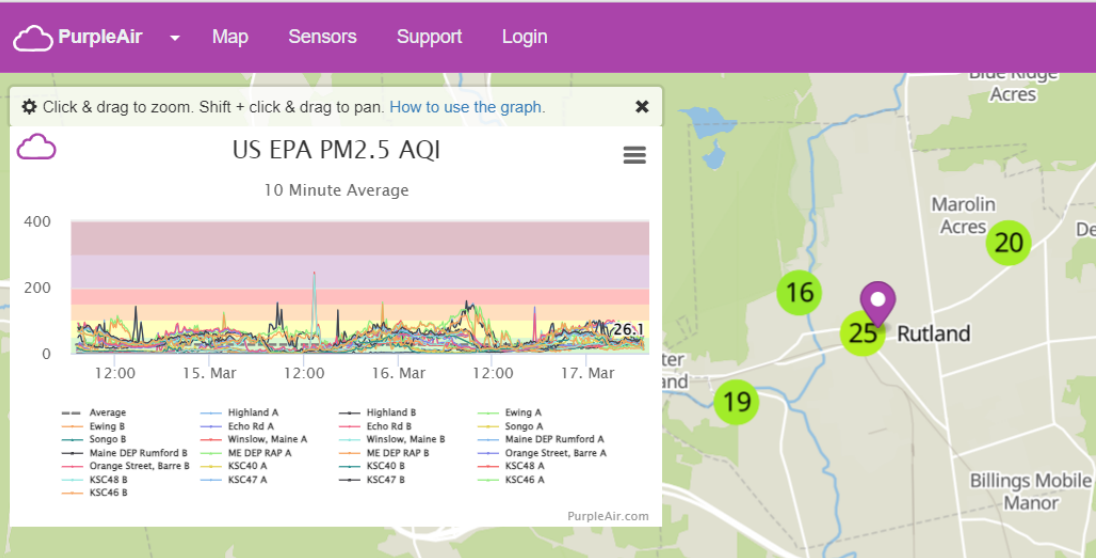 PurpleAir Map Sensors Support Login
Click & drag to zoom. Shift + click & drag to pan. How to use the graph.
US EPA PM2.5 AQI
10 Minute Average
400
200
0
26.1
12:00 15. Mar 12:00 16. Mar 12:00 17. Mar
Average Highland A Highland B Ewing A
Ewing B Echo Rd A Echo Rd B Songo A
Songo B Winslow, Maine A Winslow, Maine B Maine DEP Rumford A
Maine DEP Rumford B ME DEP RAP A ME DEP RAP B Orange Street, Barre A
Orange Street, Barre B KSC40 A KSC40 B KSC48 A
KSC48 B KSC47 A KSC47 B KSC46 A
KSC46 B
PurpleAir.com
Blue Ridge
Acres
Marolin
Acres
20
16
25
Rutland
19
Billings Mobile
Manor